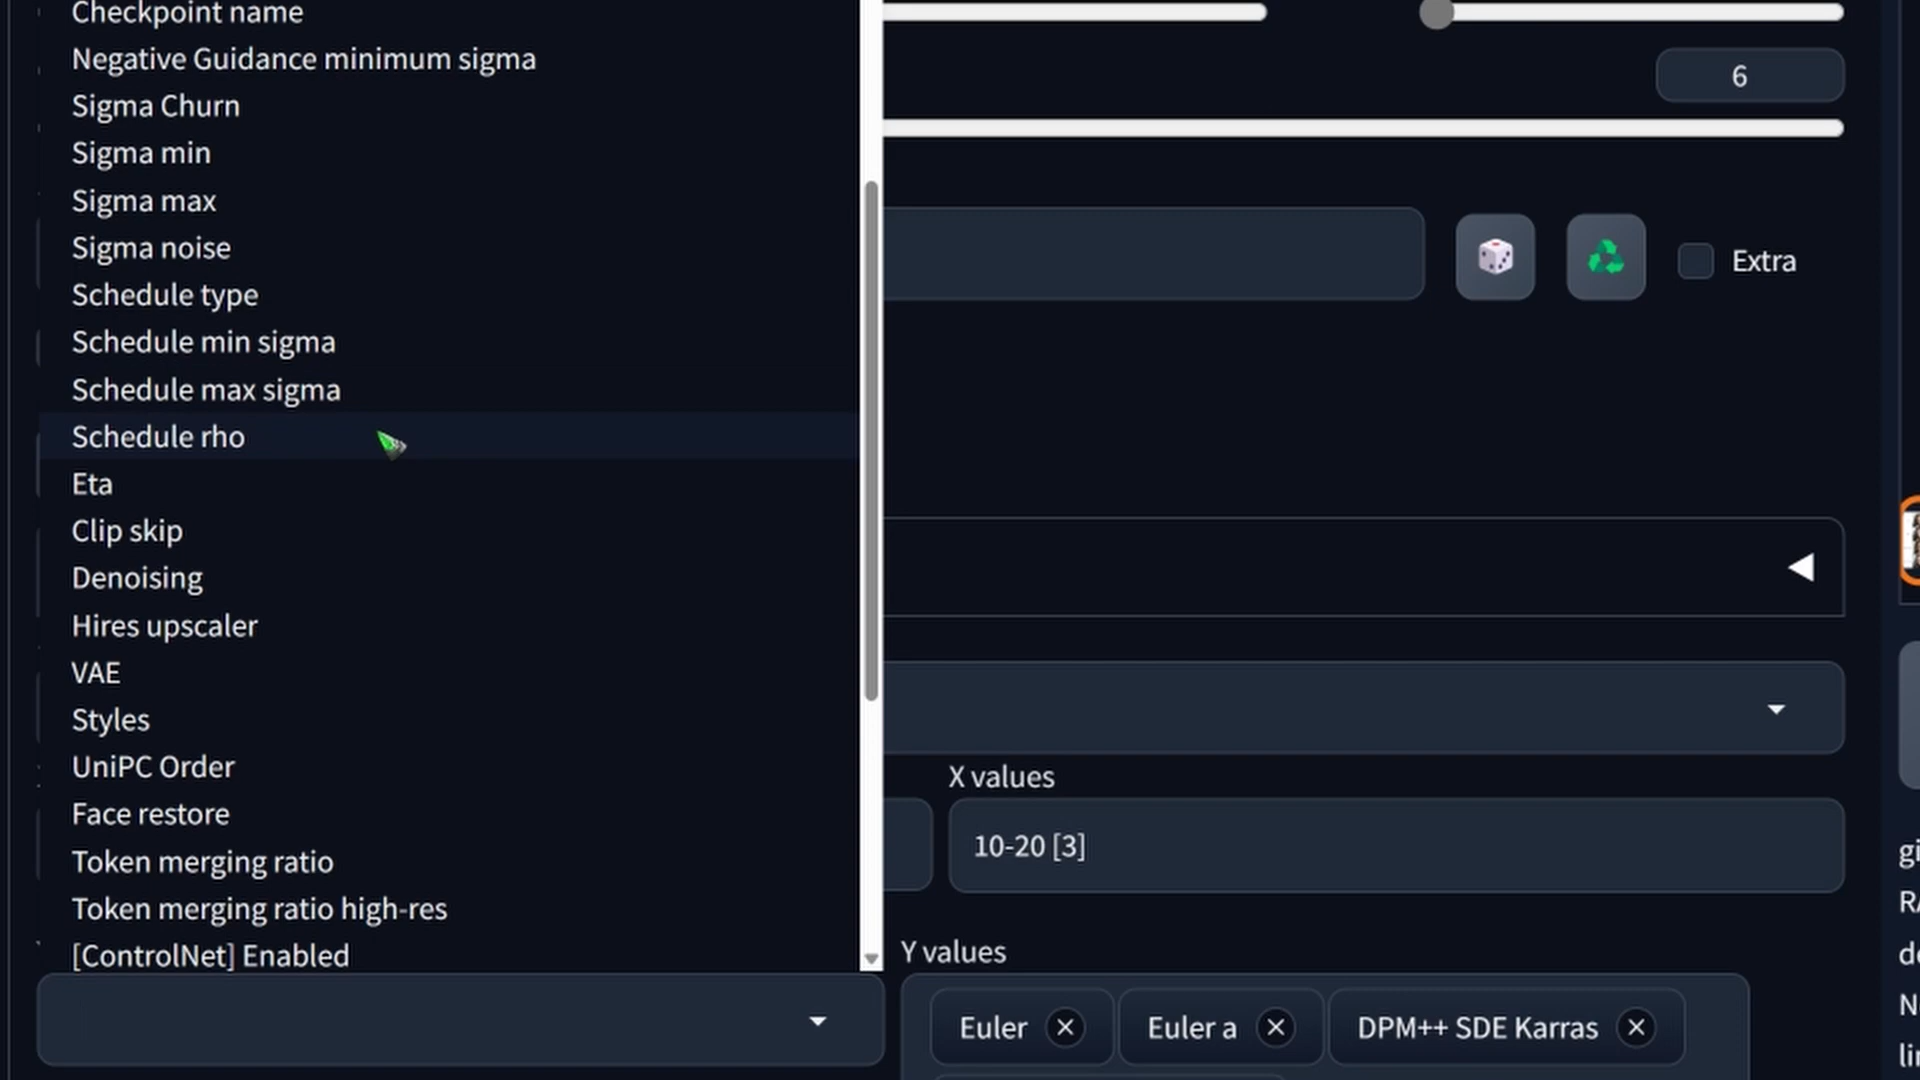 Checkpoint name
Negative Guidance minimum sigma
6
Sigma Churn
Sigma min
Sigma max
Sigma noise
Extra
Schedule type
Schedule min sigma
Schedule max sigma
Schedule rho
Eta
Clip skip
Denoising
Hires upscaler
VAE
Styles
UniPC Order
X values
Face restore
10-20 [3]
Token merging ratio
Token merging ratio high-res
[ControlNet] Enabled
Y values
Euler
Euler a
DPM++ SDE Karras